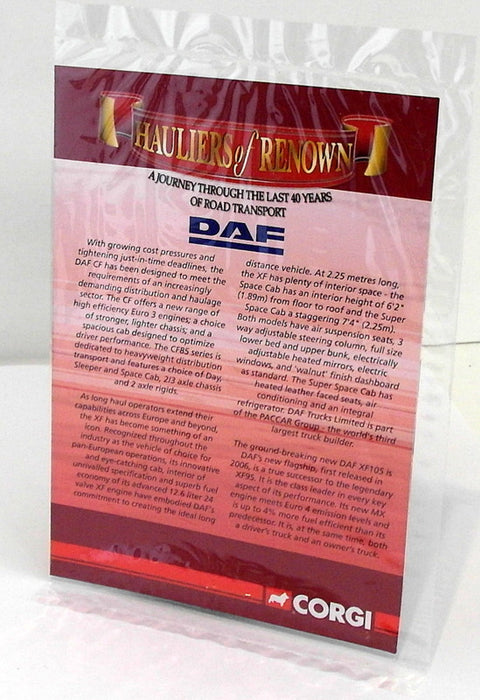 HAULIERS of RENOWN
A JOURNEY THROUGH THE LAST 40 YEARS
OF ROAD TRANSPORT
DAF
With growing cost pressures and
tightening just-in-time deadlines, the
DAF CF has been designed to meet the
requirements of an increasingly
demanding distribution and haulage
sector. The CF offers a new range of
high efficiency Euro 3 engines; a choice
of stronger, lighter chassis; and a
spacious cab designed to optimize
driver performance. The CF85 series is
dedicated to heavyweight distribution
transport and features a choice of Day,
Sleeper and Space Cab, 2/3 axle chassis
and 2 axle rigids.
As long haul operators extend their
capabilities across Europe and beyond,
the XF has become something of an
icon. Recognized throughout the
industry as the vehicle of choice for
pan-European operations, its innovative
and eye-catching cab, interior of
unrivalled specification and superb fuel
economy of its advanced 12.6 liter 24
valve XF engine have embodied DAF's
commitment to creating the ideal long
distance vehicle. At 2.25 metres long,
the XF has plenty of interior space - the
Space Cab has an interior height of 6'2"
(1.89m) from floor to roof and the Super
Space Cab a staggering 7'4" (2.25m).
Both models have air suspension seats, 3
way adjustable steering column, full size
lower bed and upper bunk, electrically
adjustable heated mirrors, electric
windows, and 'walnut' finish dashboard
as standard. The Super Space Cab has
heated leather faced seats, air
conditioning and an integral
refrigerator. DAF Trucks Limited is part
of the PACCAR Group - the world's third
largest truck builder.
The ground-breaking new DAF XF105 is
DAF's new flagship, first released in
2006, is a true successor to the legendary
XF95. It is the class leader in every key
aspect of its performance. Its new MX
engine meets Euro 4 emission levels and
is up to 4% more fuel efficient than its
predecessor. It is, at the same time, both
a driver's truck and an owner's truck.
CORGI